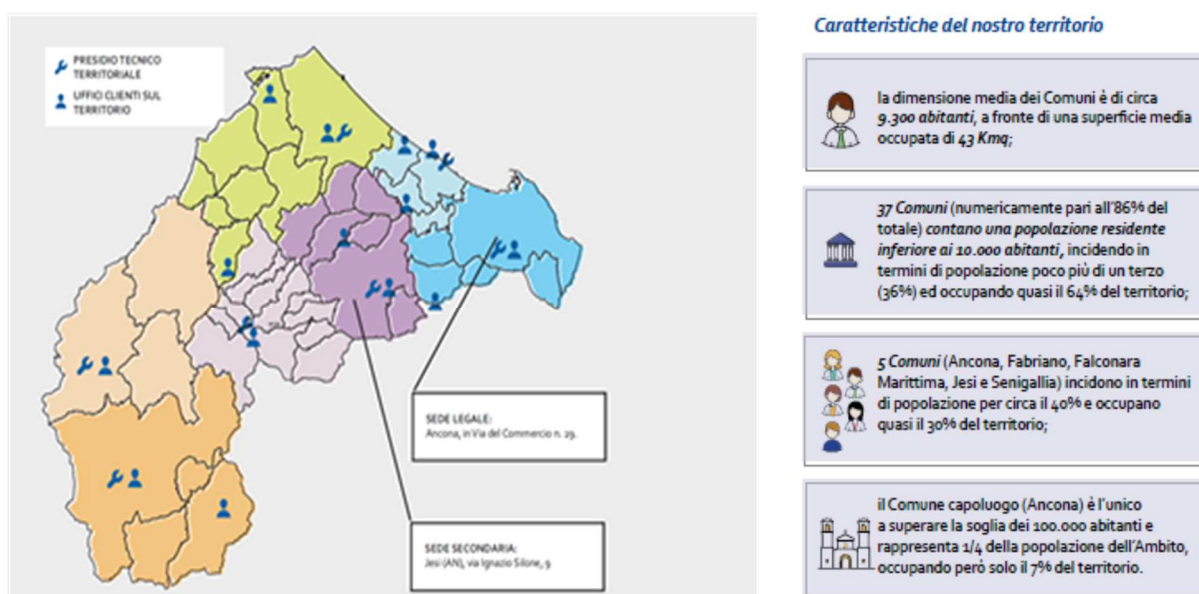 PRESIDIO TECNICO
TERRITORIALE
UFFICI CLIENTI SUL
TERRITORIO
SEDE LEGALE:
Ancona, in Via del Commercio n. 29.
SEDE SECONDARIA:
Jesi (AN), via Ignazio Silone, 9
Caratteristiche del nostro territorio
la dimensione media dei Comuni è di circa
9.300 abitanti, a fronte di una superficie media
occupata di 43 Kmq;
37 Comuni (numericamente pari all'86% del
totale) contano una popolazione residente
inferiore ai 10.000 abitanti, incidendo in
termini di popolazione poco più di un terzo
(36%) ed occupando quasi il 64% del territorio;
5 Comuni (Ancona, Fabriano, Falconara
Marittima, Jesi e Senigallia) incidono in termini
di popolazione per circa il 40% e occupano
quasi il 30% del territorio;
il Comune capoluogo (Ancona) è l'unico
a superare la soglia dei 100.000 abitanti e
rappresenta 1/4 della popolazione dell'Ambito,
occupando però solo il 7% del territorio.